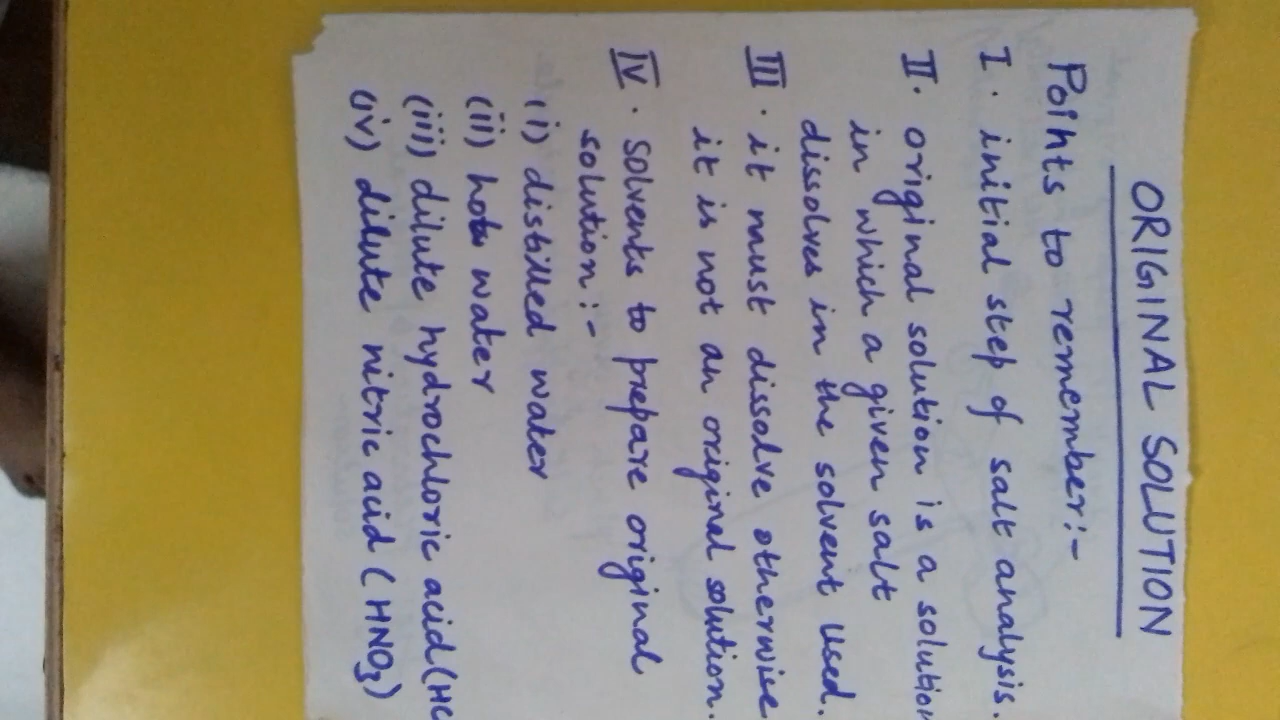 ORIGINAL SOLUTION
Points to remember:-
I. initial step of salt analysis.
II. original solution is a solution
in which a given salt
dissolves in the solvent used.
III. it must dissolve otherwise
it is not an original solution.
IV. solvents to prepare original
solution:-
(i) distilled water
(ii) hot water
(iii) dilute hydrochloric acid (HC
(iv) dilute nitric acid (HNO₃)